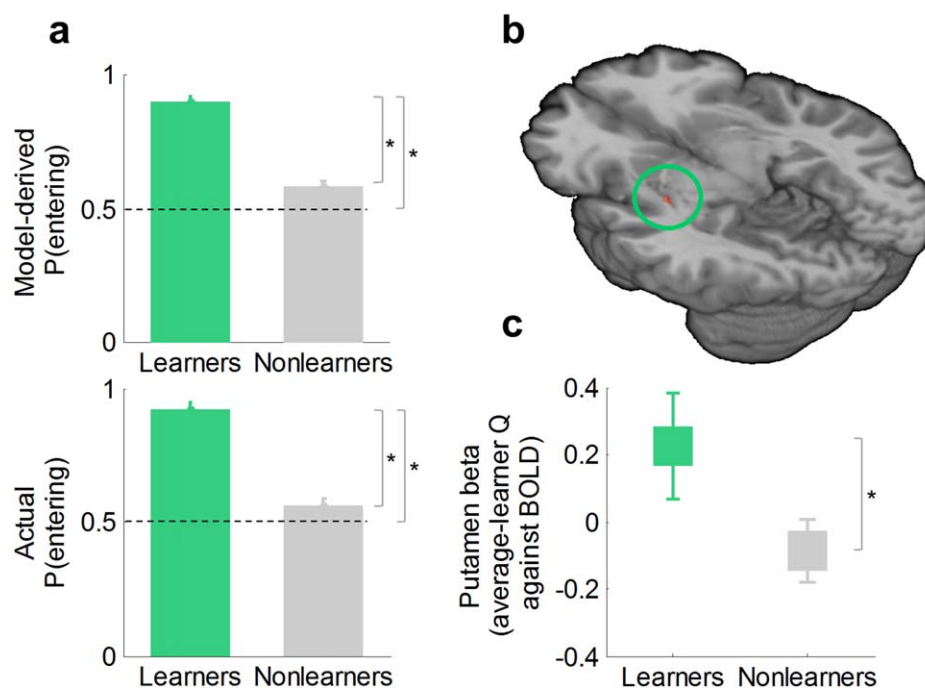 a
Model-derived
P(entering)
1
0.5
0
*
*
Learners
Nonlearners
Actual
P(entering)
1
0.5
0
*
*
Learners
Nonlearners
b
c
Putamen beta
(average-learner Q
against BOLD)
0.4
0.2
0
-0.2
-0.4
*
Learners
Nonlearners